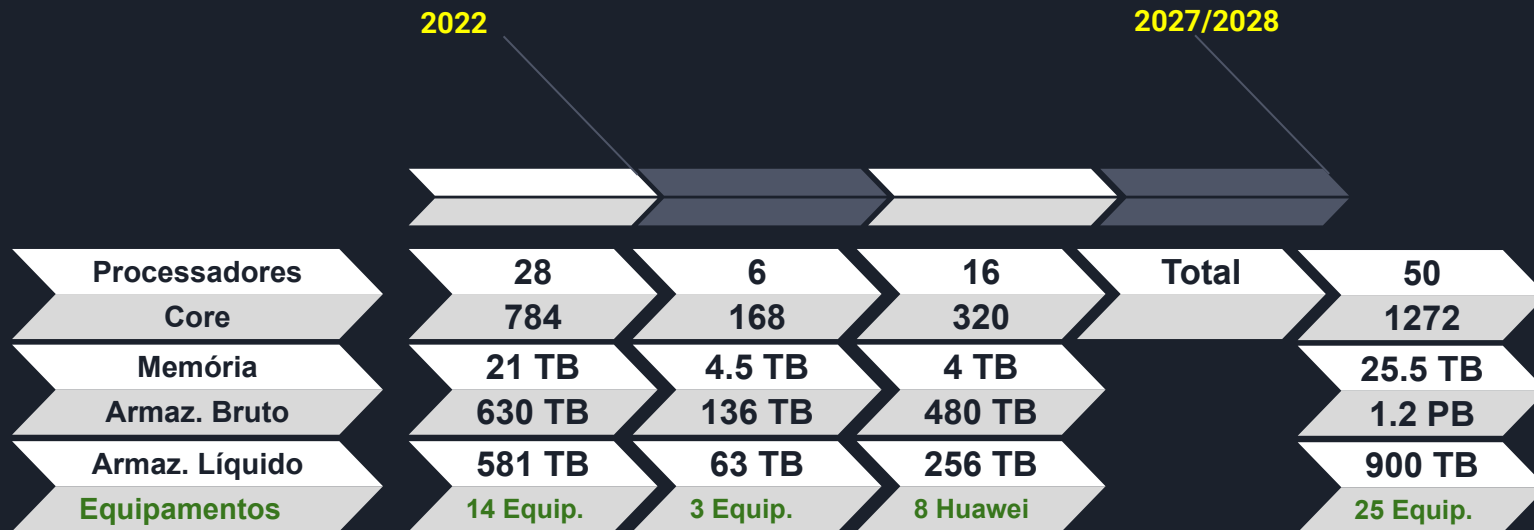 2022 2027/2028
Processadores 28 6 16 Total 50
Core 784 168 320 1272
Memória 21 TB 4.5 TB 4 TB 25.5 TB
Armaz. Bruto 630 TB 136 TB 480 TB 1.2 PB
Armaz. Líquido 581 TB 63 TB 256 TB 900 TB
Equipamentos 14 Equip. 3 Equip. 8 Huawei 25 Equip.